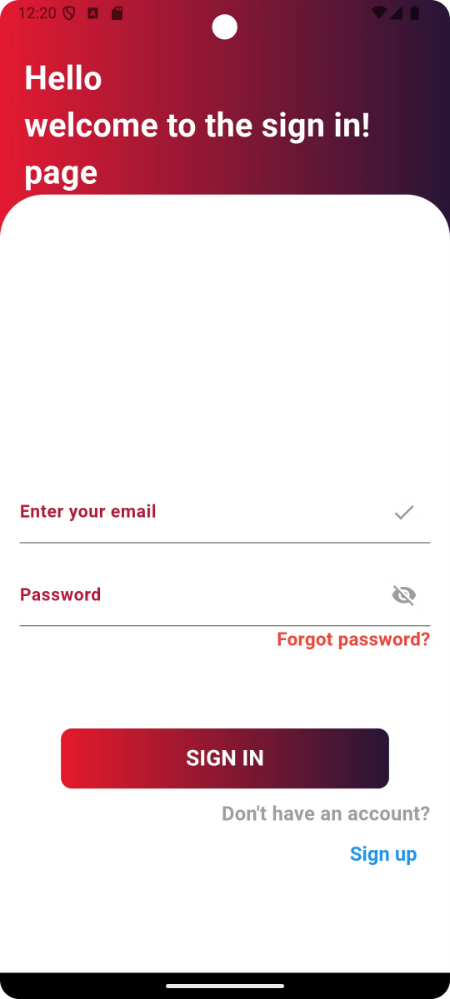 12:20
Hello
welcome to the sign in!
page
Enter your email
Password
Forgot password?
SIGN IN
Don't have an account?
Sign up